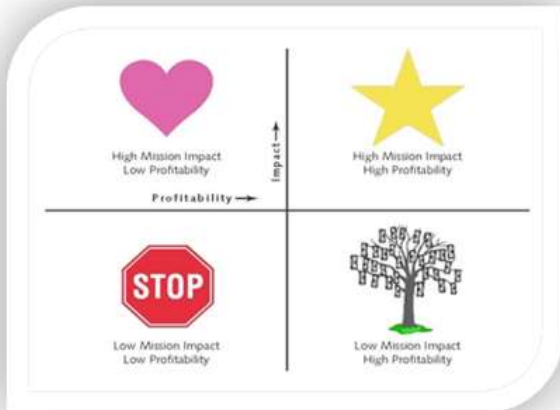 High Mission Impact
Low Profitability
High Mission Impact
High Profitability
Impact
Profitability
STOP
Low Mission Impact
Low Profitability
Low Mission Impact
High Profitability